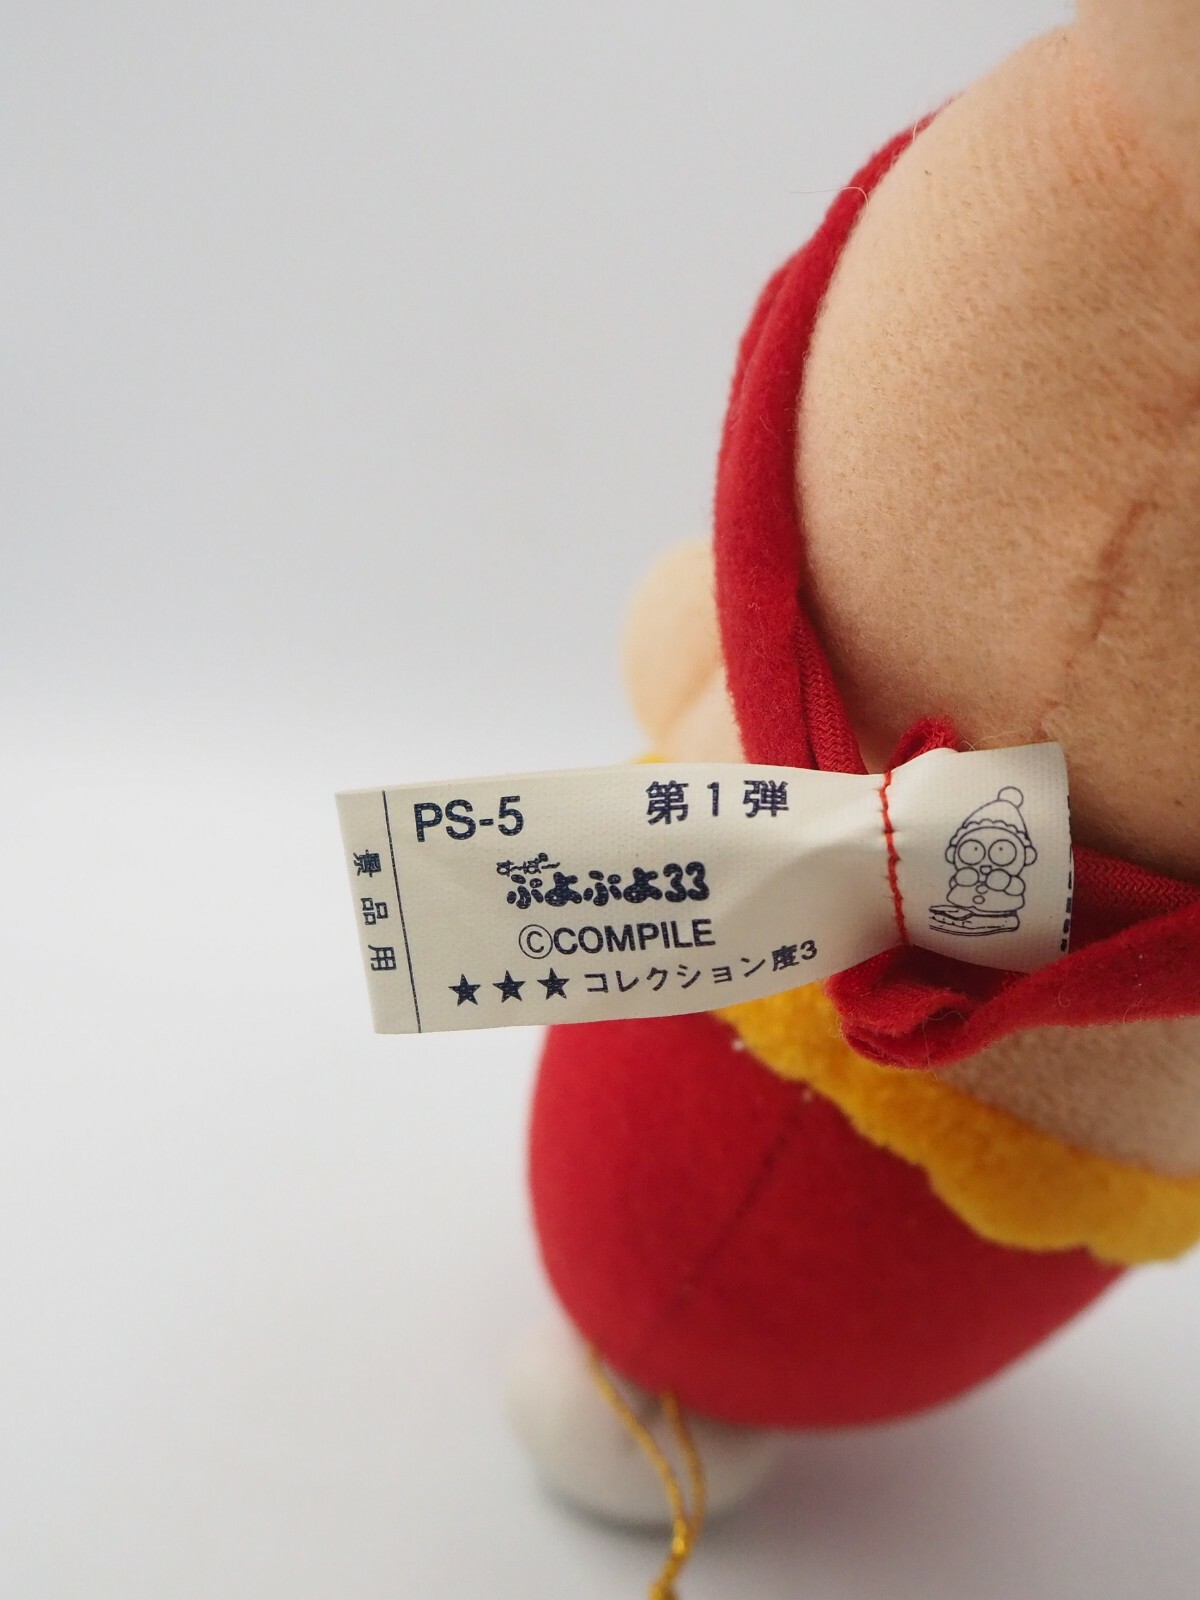 PS-5 第1弾
す〜ぱ〜
ぷよぷよ33
©COMPILE
★★★コレクション度3
景品用